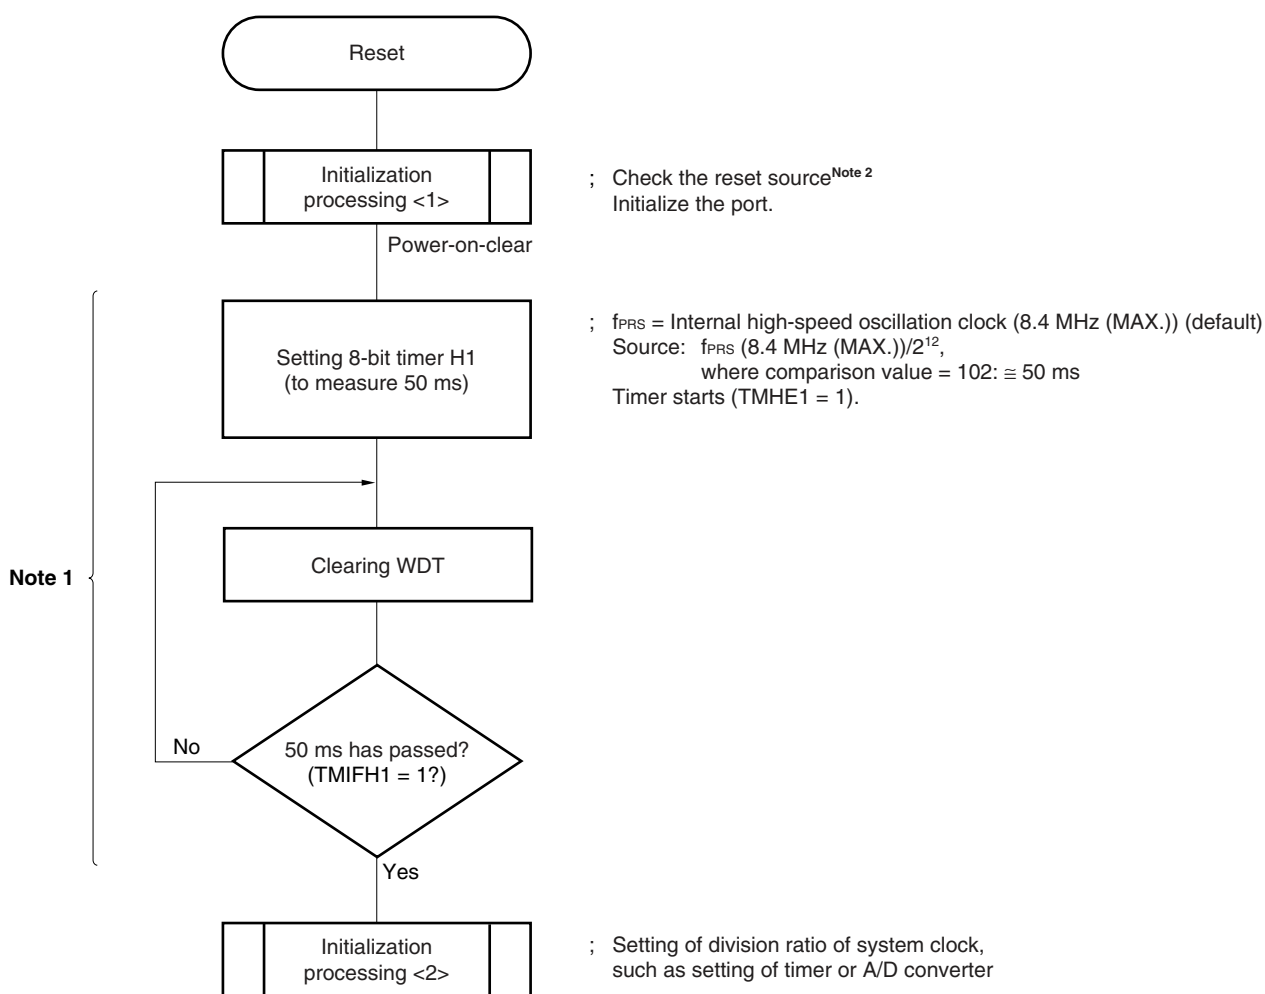 Reset
Initialization
processing <1>
; Check the reset sourceNote 2
Initialize the port.
Power-on-clear
Setting 8-bit timer H1
(to measure 50 ms)
; fPRS = Internal high-speed oscillation clock (8.4 MHz (MAX.)) (default)
Source: fPRS (8.4 MHz (MAX.))/2¹²,
where comparison value = 102: ≅ 50 ms
Timer starts (TMHE1 = 1).
Note 1
Clearing WDT
No
50 ms has passed?
(TMIFH1 = 1?)
Yes
Initialization
processing <2>
; Setting of division ratio of system clock,
such as setting of timer or A/D converter